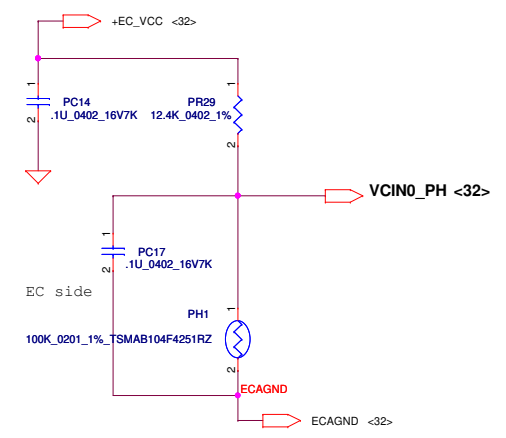 +EC_VCC <32>
1
PC14
.1U_0402_16V7K
2
1
PR29
12.4K_0402_1%
2
VCIN0_PH <32>
1
PC17
.1U_0402_16V7K
2
EC side
PH1
1
100K_0201_1%_TSMAB104F4251RZ
2
ECAGND
ECAGND <32>